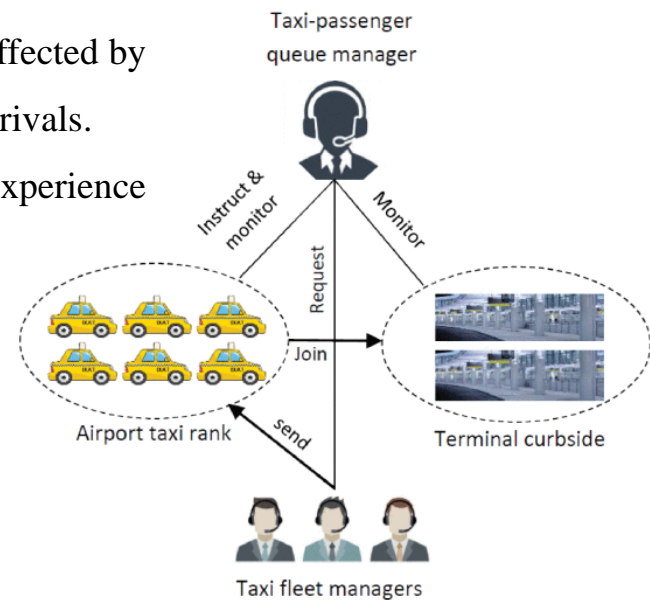 Taxi-passenger
queue manager
ffected by
rivals.
xperience
Instruct &
monitor
Monitor
Request
Join
Airport taxi rank
Terminal curbside
send
Taxi fleet managers